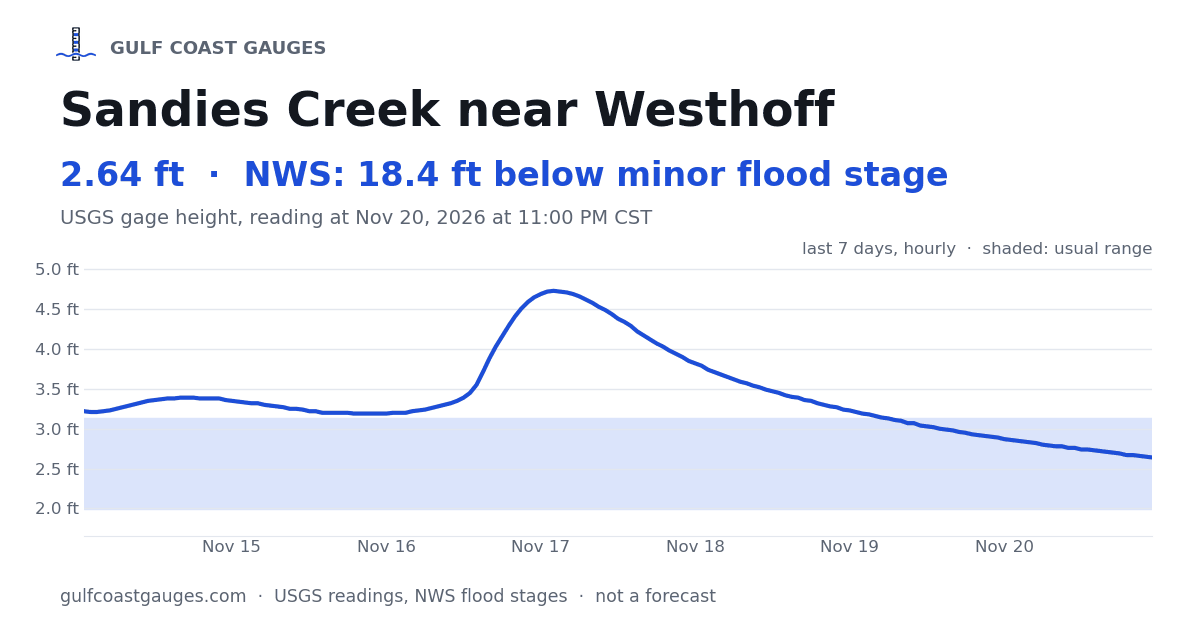 GULF COAST GAUGES
Sandies Creek near Westhoff
2.64 ft · NWS: 18.4 ft below minor flood stage
USGS gage height, reading at Nov 20, 2026 at 11:00 PM CST
last 7 days, hourly · shaded: usual range
5.0 ft
4.5 ft
4.0 ft
3.5 ft
3.0 ft
2.5 ft
2.0 ft
Nov 15 Nov 16 Nov 17 Nov 18 Nov 19 Nov 20
gulfcoastgauges.com · USGS readings, NWS flood stages · not a forecast